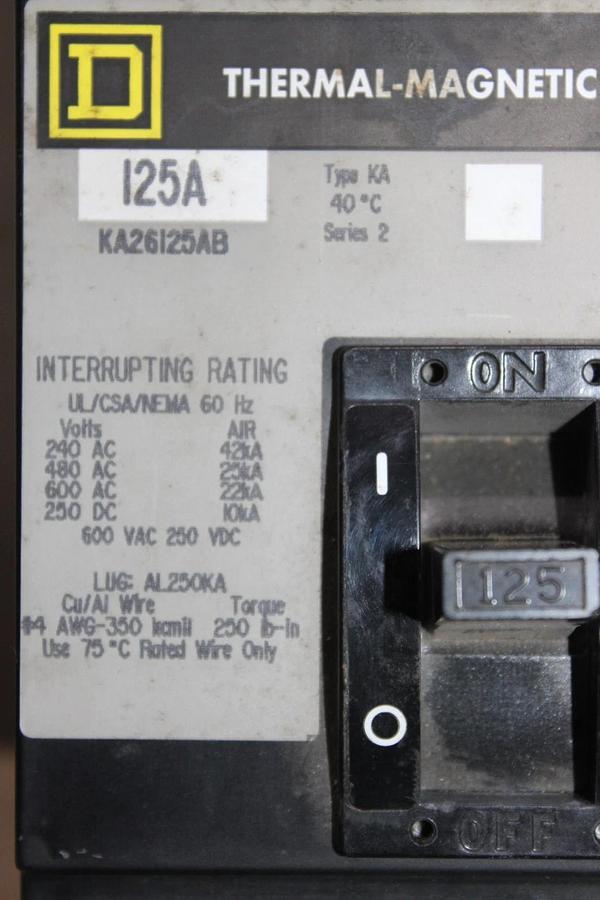 D
THERMAL-MAGNETIC
125A
KA26125AB
Type KA
40°C
Series 2
INTERRUPTING RATING
UL/CSA/NEMA 60 Hz
Volts AIR
240 AC 42kA
480 AC 25kA
600 AC 22kA
250 DC 10kA
600 VAC 250 VDC
LUG: AL250KA
Cu/Al Wire Torque
#4 AWG-350 kcmil 250 lb-in
Use 75°C Rated Wire Only
ON
I
125
O
OFF